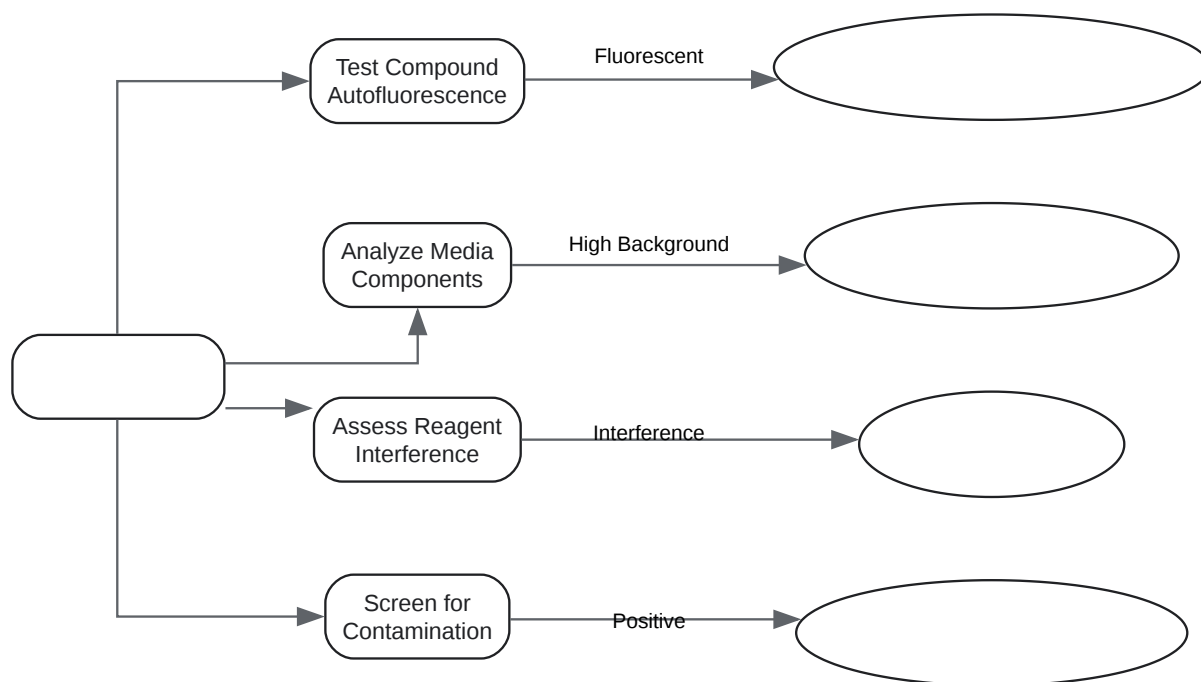 Test Compound
Autofluorescence
Fluorescent
Analyze Media
Components
High Background
Assess Reagent
Interference
Interference
Screen for
Contamination
Positive